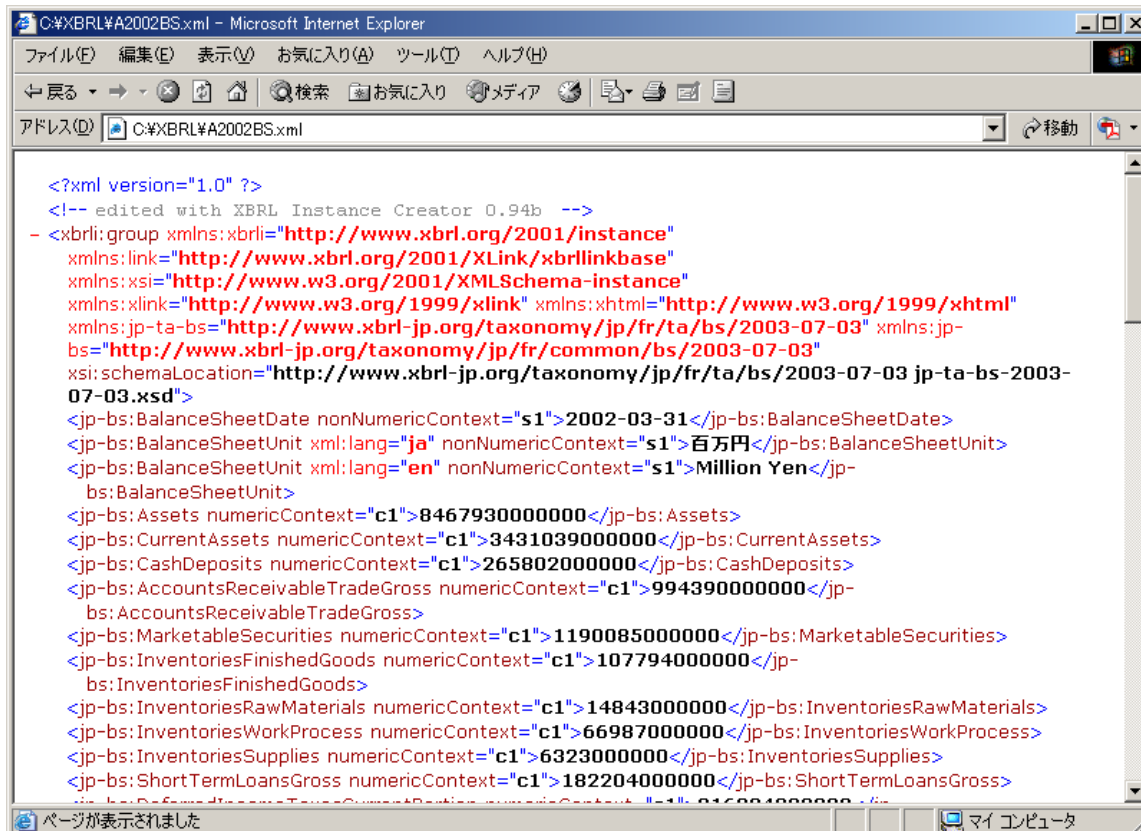 C:¥XBRL¥A2002BS.xml - Microsoft Internet Explorer
ファイル(F) 編集(E) 表示(V) お気に入り(A) ツール(T) ヘルプ(H)
戻る 検索 お気に入り メディア
アドレス(D) C:¥XBRL¥A2002BS.xml 移動
<?xml version="1.0" ?>
<!-- edited with XBRL Instance Creator 0.94b -->
- <xbrli:group xmlns:xbrli="http://www.xbrl.org/2001/instance"
xmlns:link="http://www.xbrl.org/2001/XLink/xbrllinkbase"
xmlns:xsi="http://www.w3.org/2001/XMLSchema-instance"
xmlns:xlink="http://www.w3.org/1999/xlink" xmlns:xhtml="http://www.w3.org/1999/xhtml"
xmlns:jp-ta-bs="http://www.xbrl-jp.org/taxonomy/jp/fr/ta/bs/2003-07-03" xmlns:jp-
bs="http://www.xbrl-jp.org/taxonomy/jp/fr/common/bs/2003-07-03"
xsi:schemaLocation="http://www.xbrl-jp.org/taxonomy/jp/fr/ta/bs/2003-07-03 jp-ta-bs-2003-
07-03.xsd">
<jp-bs:BalanceSheetDate nonNumericContext="s1">2002-03-31</jp-bs:BalanceSheetDate>
<jp-bs:BalanceSheetUnit xml:lang="ja" nonNumericContext="s1">百万円</jp-bs:BalanceSheetUnit>
<jp-bs:BalanceSheetUnit xml:lang="en" nonNumericContext="s1">Million Yen</jp-
bs:BalanceSheetUnit>
<jp-bs:Assets numericContext="c1">8467930000000</jp-bs:Assets>
<jp-bs:CurrentAssets numericContext="c1">3431039000000</jp-bs:CurrentAssets>
<jp-bs:CashDeposits numericContext="c1">265802000000</jp-bs:CashDeposits>
<jp-bs:AccountsReceivableTradeGross numericContext="c1">994390000000</jp-
bs:AccountsReceivableTradeGross>
<jp-bs:MarketableSecurities numericContext="c1">1190085000000</jp-bs:MarketableSecurities>
<jp-bs:InventoriesFinishedGoods numericContext="c1">107794000000</jp-
bs:InventoriesFinishedGoods>
<jp-bs:InventoriesRawMaterials numericContext="c1">14843000000</jp-bs:InventoriesRawMaterials>
<jp-bs:InventoriesWorkProcess numericContext="c1">66987000000</jp-bs:InventoriesWorkProcess>
<jp-bs:InventoriesSupplies numericContext="c1">6323000000</jp-bs:InventoriesSupplies>
<jp-bs:ShortTermLoansGross numericContext="c1">182204000000</jp-bs:ShortTermLoansGross>
ページが表示されました マイ コンピュータ